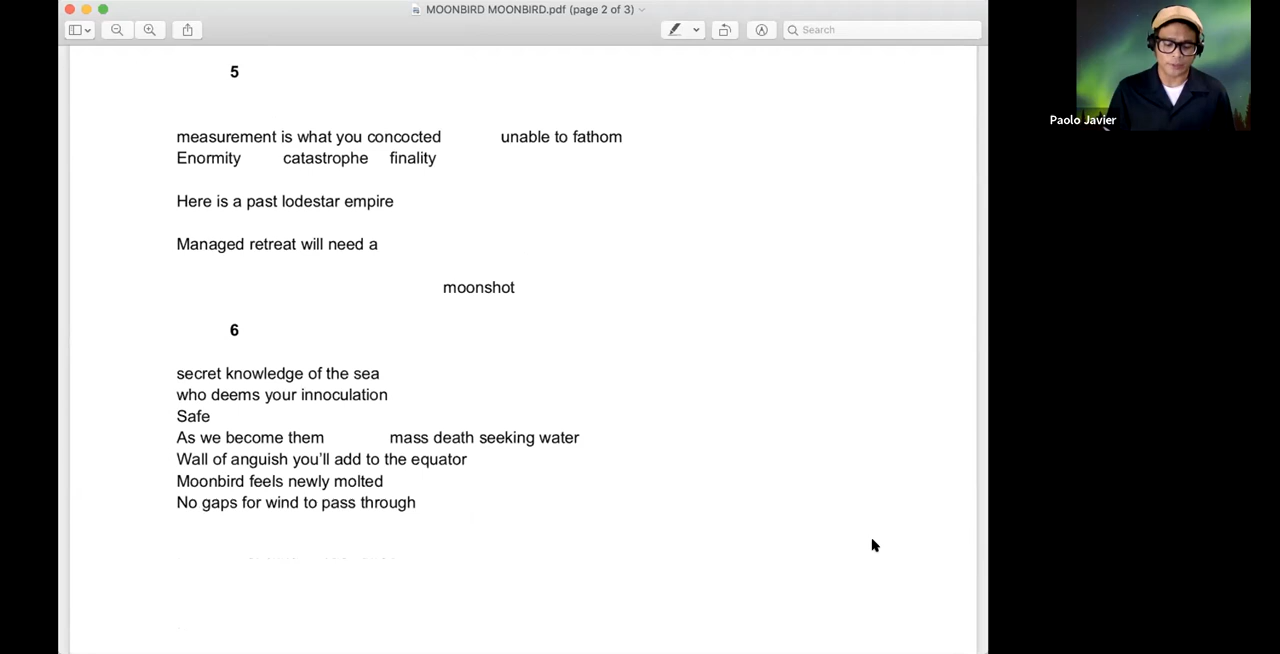 MOONBIRD MOONBIRD.pdf (page 2 of 3)
Search
Paolo Javier
5
measurement is what you concocted unable to fathom
Enormity catastrophe finality
Here is a past lodestar empire
Managed retreat will need a
moonshot
6
secret knowledge of the sea
who deems your innoculation
Safe
As we become them mass death seeking water
Wall of anguish you'll add to the equator
Moonbird feels newly molted
No gaps for wind to pass through